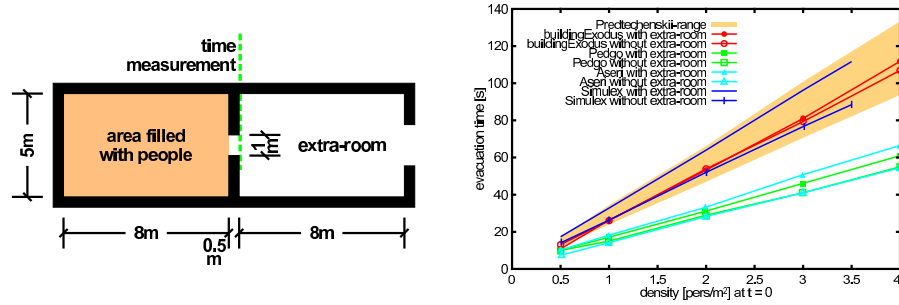 time
measurement
5m
area filled
with people
1
m
extra-room
8m
0.5
m
8m
140
120
100
80
60
40
20
0
evacuation time [s]
Predtechenskii-range
buildingExodus with extra-room
buildingExodus without extra-room
Pedgo with extra-room
Pedgo without extra-room
Aseri with extra-room
Aseri without extra-room
Simulex with extra-room
Simulex without extra-room
0 0.5 1 1.5 2 2.5 3 3.5 4
density [pers/m²] at t = 0